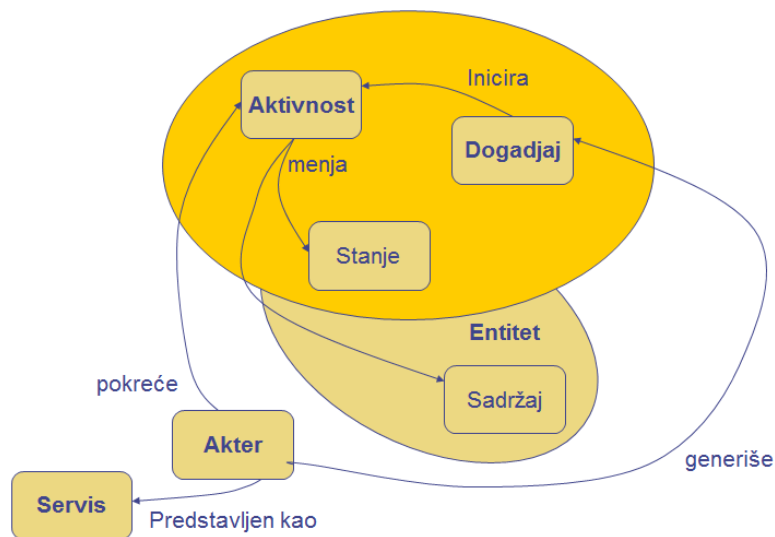 Inicira
Aktivnost
Dogadjaj
menja
Stanje
Entitet
pokreće
Sadržaj
Akter
generiše
Servis
Predstavljen kao